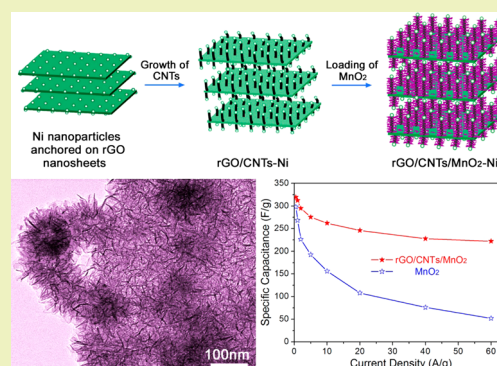 Growth of
CNTs
Loading of
MnO₂
Ni nanoparticles
anchored on rGO
nanosheets
rGO/CNTs-Ni
rGO/CNTs/MnO₂-Ni
100nm
Specific Capacitance (F/g)
350
300
250
200
150
100
50
0
rGO/CNTs/MnO₂
MnO₂
0 10 20 30 40 50 60
Current Density (A/g)